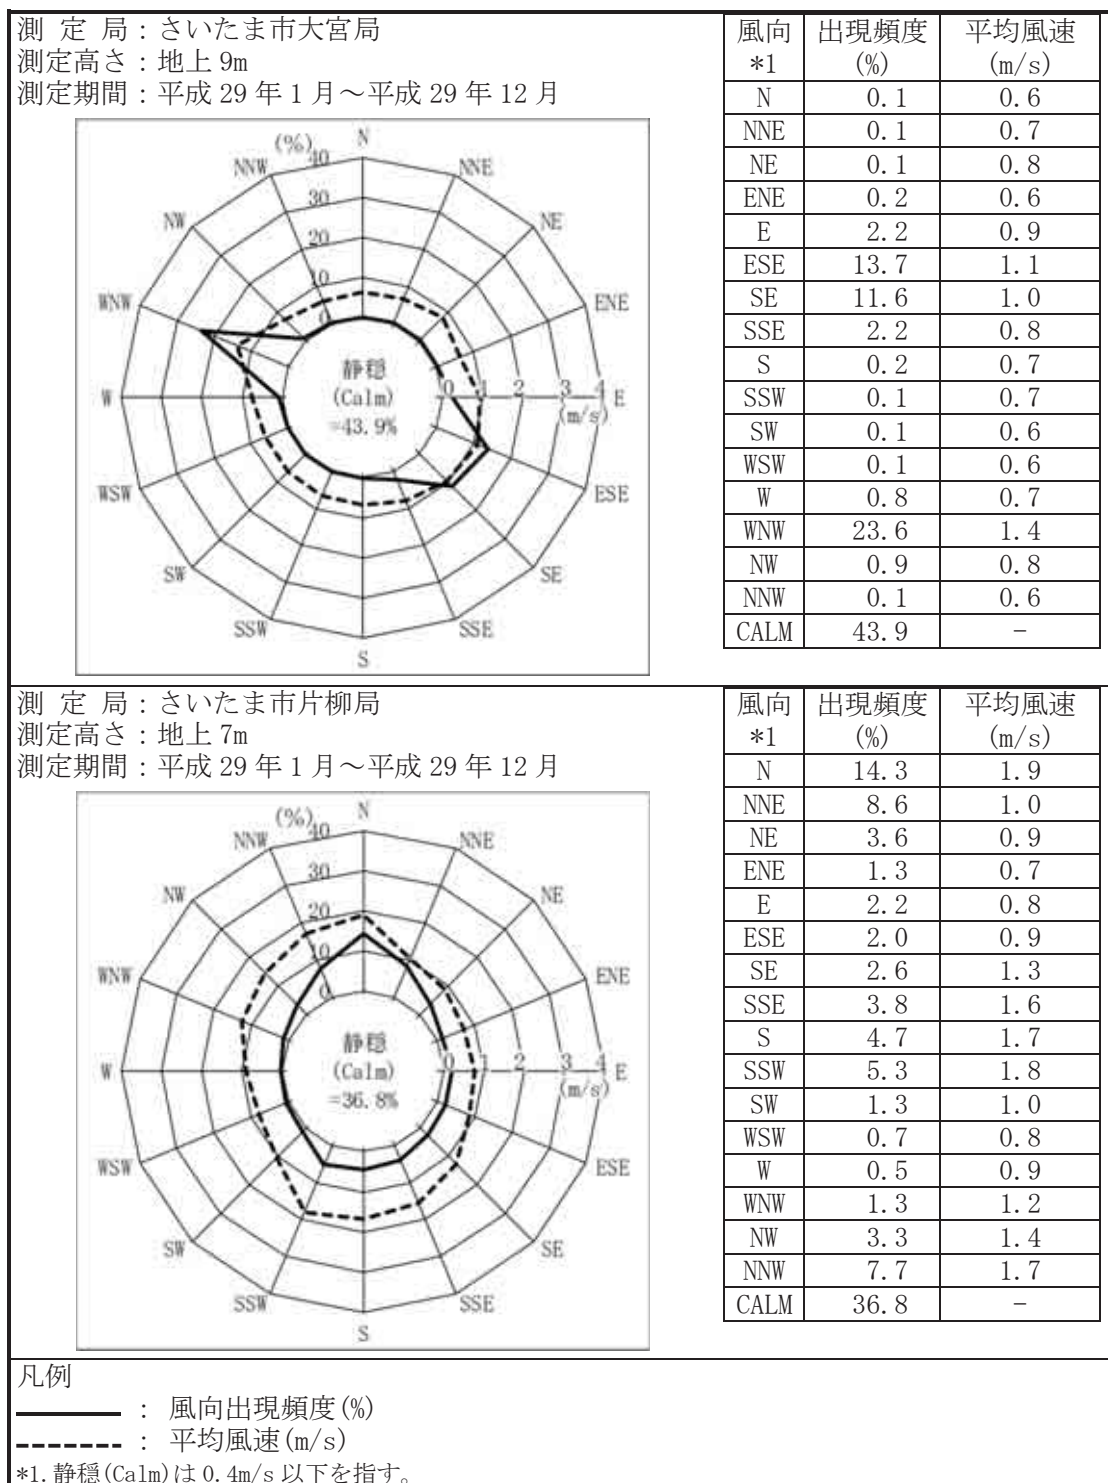 測 定 局：さいたま市大宮局
測定高さ：地上 9m
測定期間：平成 29 年 1 月～平成 29 年 12 月
(%)
N
NNE
NE
ENE
E
ESE
SE
SSE
S
SSW
SW
WSW
W
WNW
NW
NNW
40
30
20
10
0
0 1 2 3 4
(m/s)
静穏
(Calm)
=43.9%
風向 出現頻度 平均風速
*1 (%) (m/s)
N 0.1 0.6
NNE 0.1 0.7
NE 0.1 0.8
ENE 0.2 0.6
E 2.2 0.9
ESE 13.7 1.1
SE 11.6 1.0
SSE 2.2 0.8
S 0.2 0.7
SSW 0.1 0.7
SW 0.1 0.6
WSW 0.1 0.6
W 0.8 0.7
WNW 23.6 1.4
NW 0.9 0.8
NNW 0.1 0.6
CALM 43.9 −
測 定 局：さいたま市片柳局
測定高さ：地上 7m
測定期間：平成 29 年 1 月～平成 29 年 12 月
(%)
N
NNE
NE
ENE
E
ESE
SE
SSE
S
SSW
SW
WSW
W
WNW
NW
NNW
40
30
20
10
0
0 1 2 3 4
(m/s)
静穏
(Calm)
=36.8%
風向 出現頻度 平均風速
*1 (%) (m/s)
N 14.3 1.9
NNE 8.6 1.0
NE 3.6 0.9
ENE 1.3 0.7
E 2.2 0.8
ESE 2.0 0.9
SE 2.6 1.3
SSE 3.8 1.6
S 4.7 1.7
SSW 5.3 1.8
SW 1.3 1.0
WSW 0.7 0.8
W 0.5 0.9
WNW 1.3 1.2
NW 3.3 1.4
NNW 7.7 1.7
CALM 36.8 −
凡例
： 風向出現頻度(%)
： 平均風速(m/s)
*1.静穏(Calm)は 0.4m/s 以下を指す。